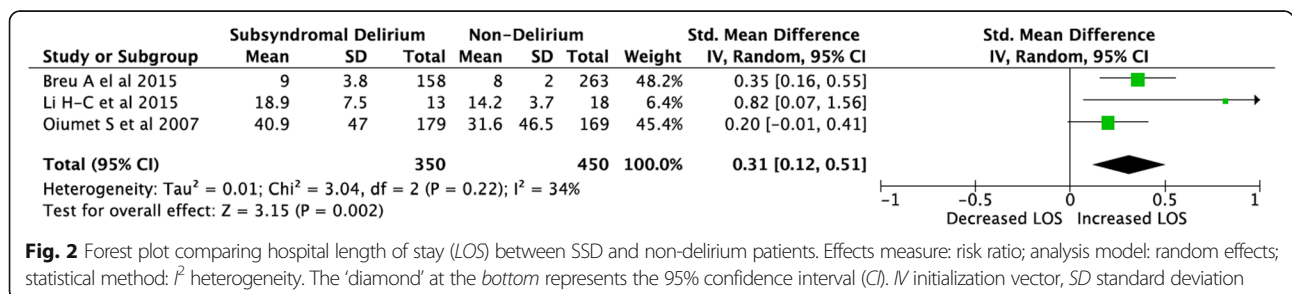 Subsyndromal Delirium Non-Delirium Std. Mean Difference Std. Mean Difference
Study or Subgroup Mean SD Total Mean SD Total Weight IV, Random, 95% CI IV, Random, 95% CI
Breu A el al 2015 9 3.8 158 8 2 263 48.2% 0.35 [0.16, 0.55]
Li H-C et al 2015 18.9 7.5 13 14.2 3.7 18 6.4% 0.82 [0.07, 1.56]
Oiumet S et al 2007 40.9 47 179 31.6 46.5 169 45.4% 0.20 [-0.01, 0.41]
Total (95% CI) 350 450 100.0% 0.31 [0.12, 0.51]
Heterogeneity: Tau² = 0.01; Chi² = 3.04, df = 2 (P = 0.22); I² = 34%
Test for overall effect: Z = 3.15 (P = 0.002)
-1 -0.5 0 0.5 1
Decreased LOS Increased LOS
Fig. 2 Forest plot comparing hospital length of stay (LOS) between SSD and non-delirium patients. Effects measure: risk ratio; analysis model: random effects;
statistical method: I² heterogeneity. The ‘diamond’ at the bottom represents the 95% confidence interval (CI). IV initialization vector, SD standard deviation